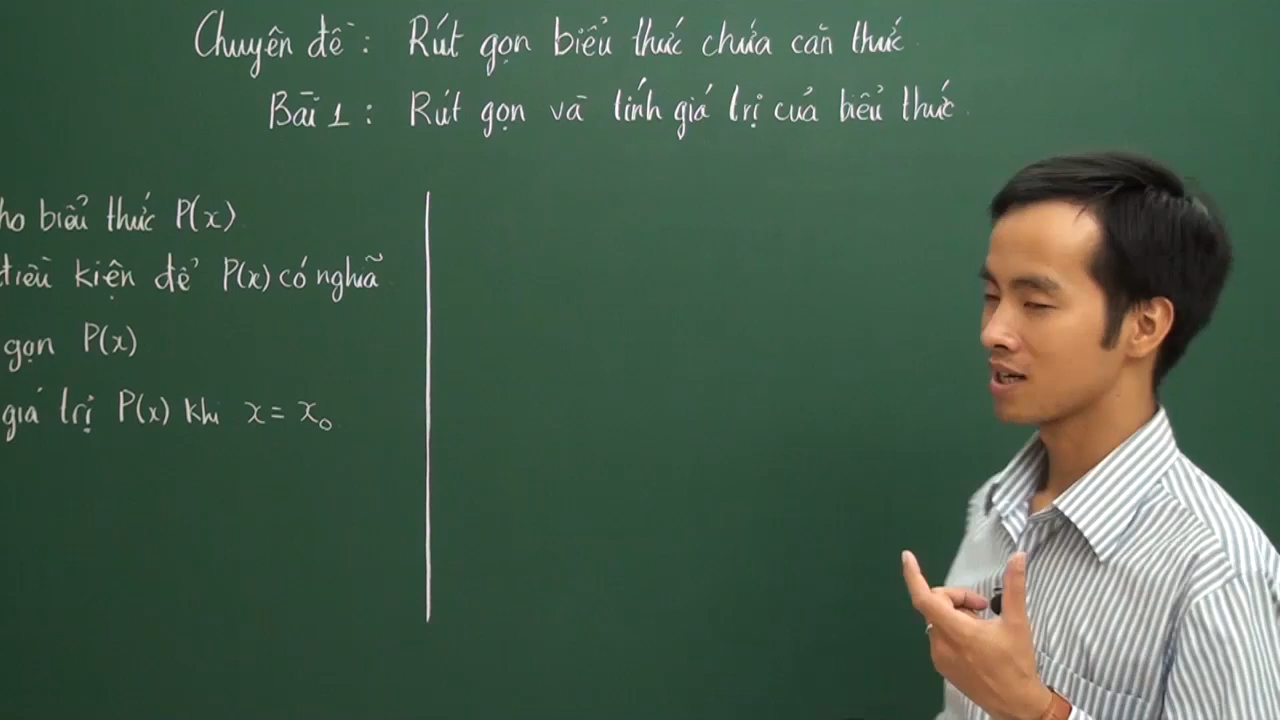 Chuyên đề : Rút gọn biểu thức chứa căn thức
Bài 1 : Rút gọn và tính giá trị của biểu thức
ho biểu thức P(x)
điều kiện để P(x) có nghĩa
gọn P(x)
giá trị P(x) khi x = x₀